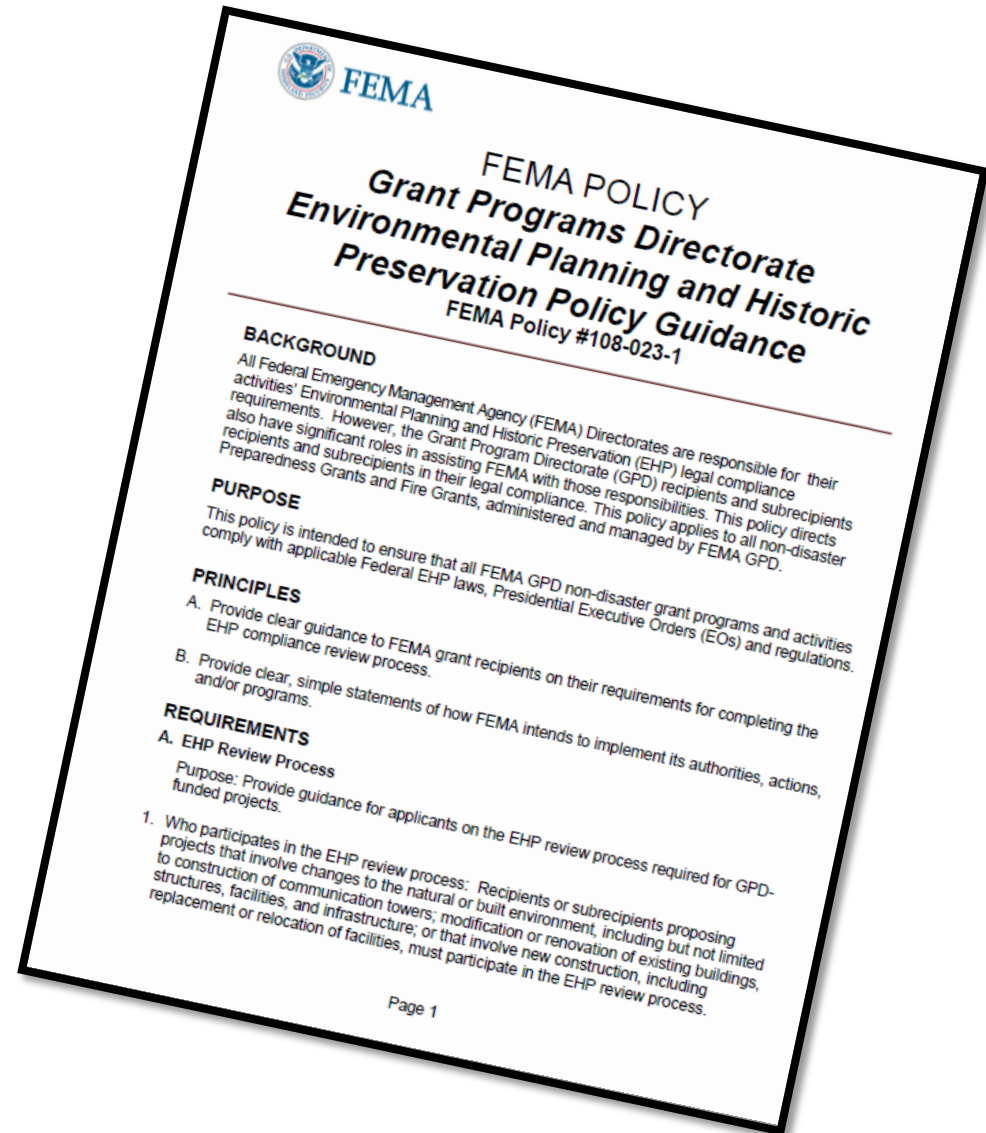 FEMA
FEMA POLICY
Grant Programs Directorate
Environmental Planning and Historic
Preservation Policy Guidance
FEMA Policy #108-023-1
BACKGROUND
All Federal Emergency Management Agency (FEMA) Directorates are responsible for their
activities' Environmental Planning and Historic Preservation (EHP) legal compliance
requirements. However, the Grant Program Directorate (GPD) recipients and subrecipients
also have significant roles in assisting FEMA with those responsibilities. This policy directs
recipients and subrecipients in their legal compliance. This policy applies to all non-disaster
Preparedness Grants and Fire Grants, administered and managed by FEMA GPD.
PURPOSE
This policy is intended to ensure that all FEMA GPD non-disaster grant programs and activities
comply with applicable Federal EHP laws, Presidential Executive Orders (EOs) and regulations.
PRINCIPLES
A. Provide clear guidance to FEMA grant recipients on their requirements for completing the
EHP compliance review process.
B. Provide clear, simple statements of how FEMA intends to implement its authorities, actions,
and/or programs.
REQUIREMENTS
A. EHP Review Process
Purpose: Provide guidance for applicants on the EHP review process required for GPD-
funded projects.
1. Who participates in the EHP review process: Recipients or subrecipients proposing
projects that involve changes to the natural or built environment, including but not limited
to construction of communication towers; modification or renovation of existing buildings,
structures, facilities, and infrastructure; or that involve new construction, including
replacement or relocation of facilities, must participate in the EHP review process.
Page 1